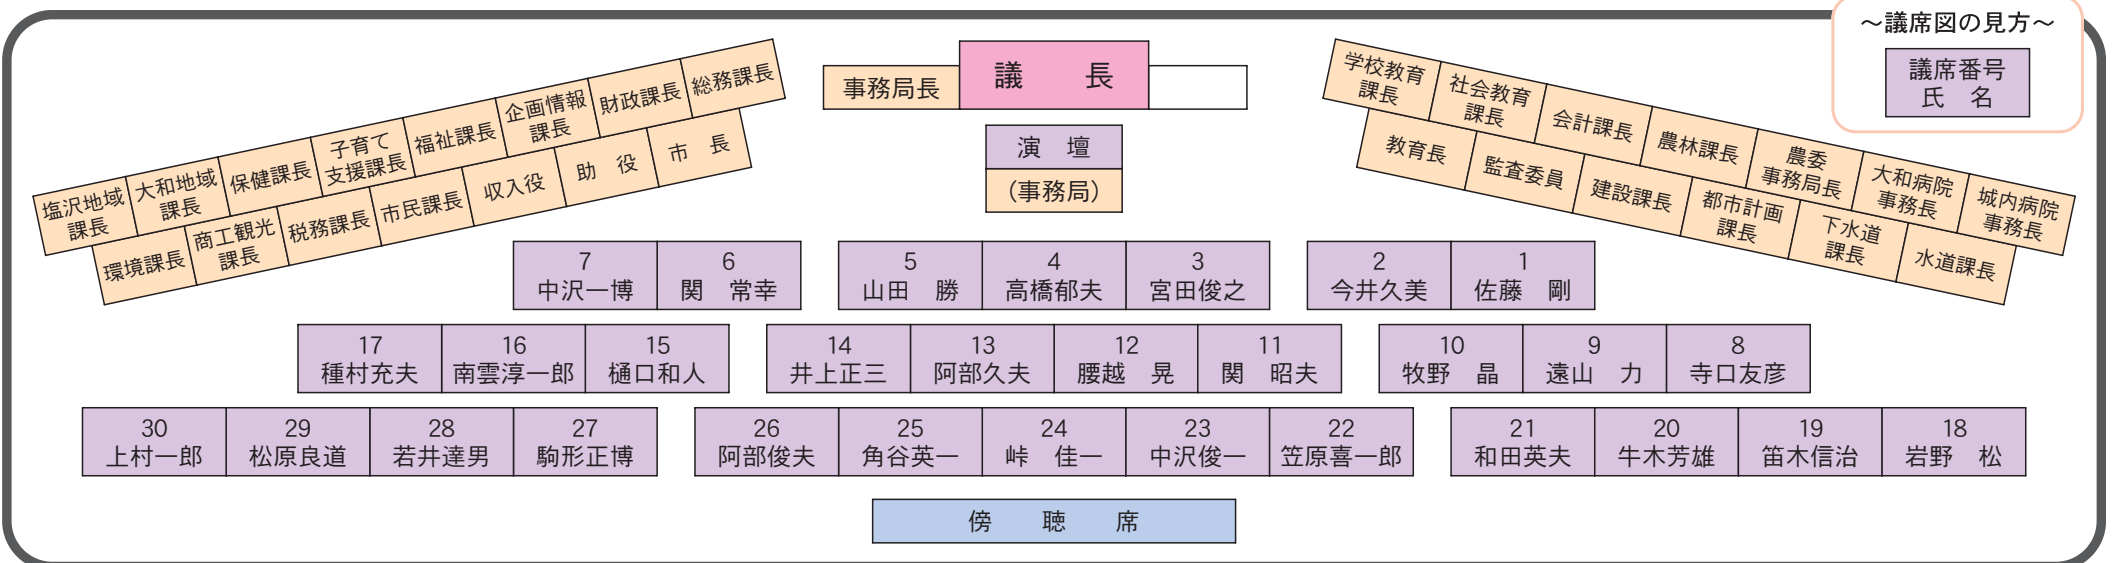 ～議席図の見方～
議席番号
氏　名
事務局長
議　　長
演　壇
（事務局）
塩沢地域
課長
大和地域
課長
保健課長
子育て
支援課長
福祉課長
企画情報
課長
財政課長
総務課長
環境課長
商工観光
課長
税務課長
市民課長
収入役
助　役
市　長
学校教育
課長
社会教育
課長
会計課長
農林課長
農委
事務局長
大和病院
事務長
城内病院
事務長
教育長
監査委員
建設課長
都市計画
課長
下水道
課長
水道課長
7
中沢一博
6
関　常幸
5
山田　勝
4
高橋郁夫
3
宮田俊之
2
今井久美
1
佐藤　剛
17
種村充夫
16
南雲淳一郎
15
樋口和人
14
井上正三
13
阿部久夫
12
腰越　晃
11
関　昭夫
10
牧野　晶
9
遠山　力
8
寺口友彦
30
上村一郎
29
松原良道
28
若井達男
27
駒形正博
26
阿部俊夫
25
角谷英一
24
峠　佳一
23
中沢俊一
22
笠原喜一郎
21
和田英夫
20
牛木芳雄
19
笛木信治
18
岩野　松
傍　聴　席